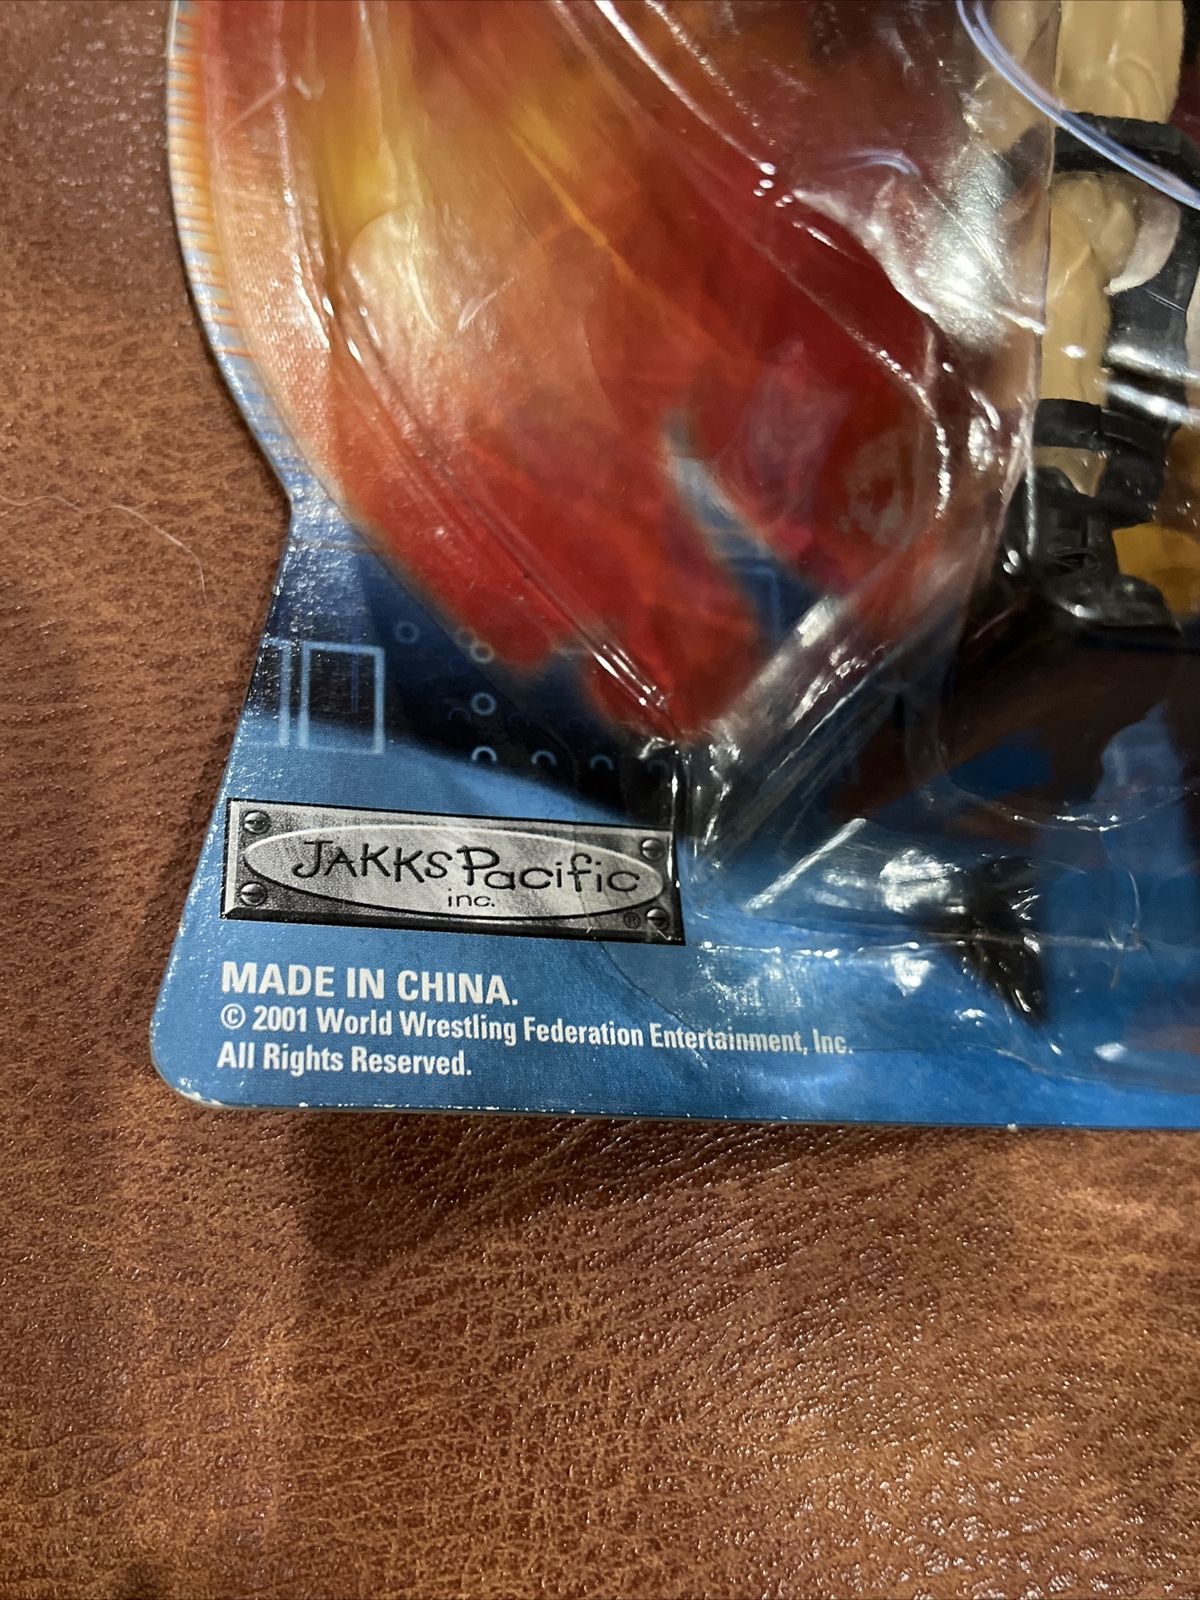 JAKKS Pacific
inc.
®
MADE IN CHINA.
© 2001 World Wrestling Federation Entertainment, Inc.
All Rights Reserved.